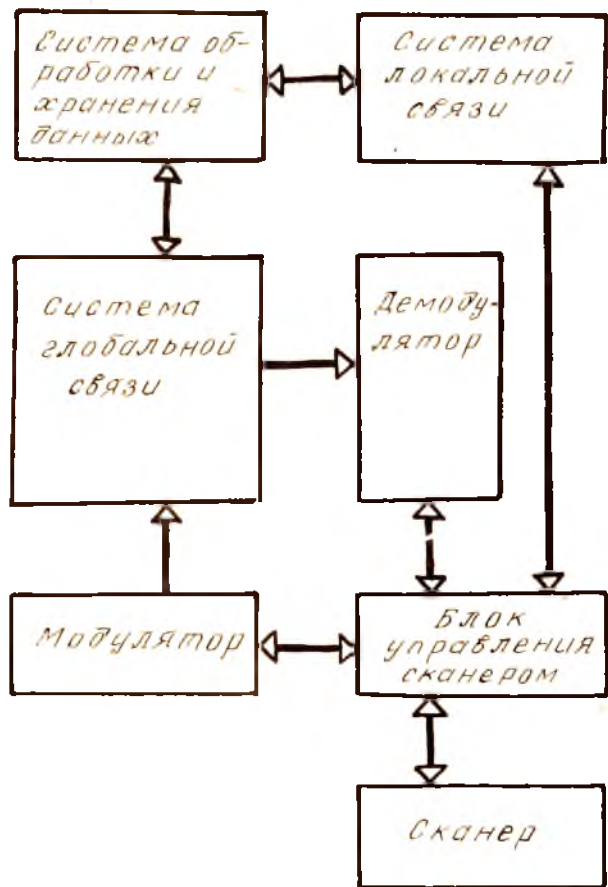 Система об-
работки и
хранения
данных
Система
локальной
связи
Система
глобальной
связи
Демоду-
лятор
Модулятор
Блок
управления
сканером
Сканер